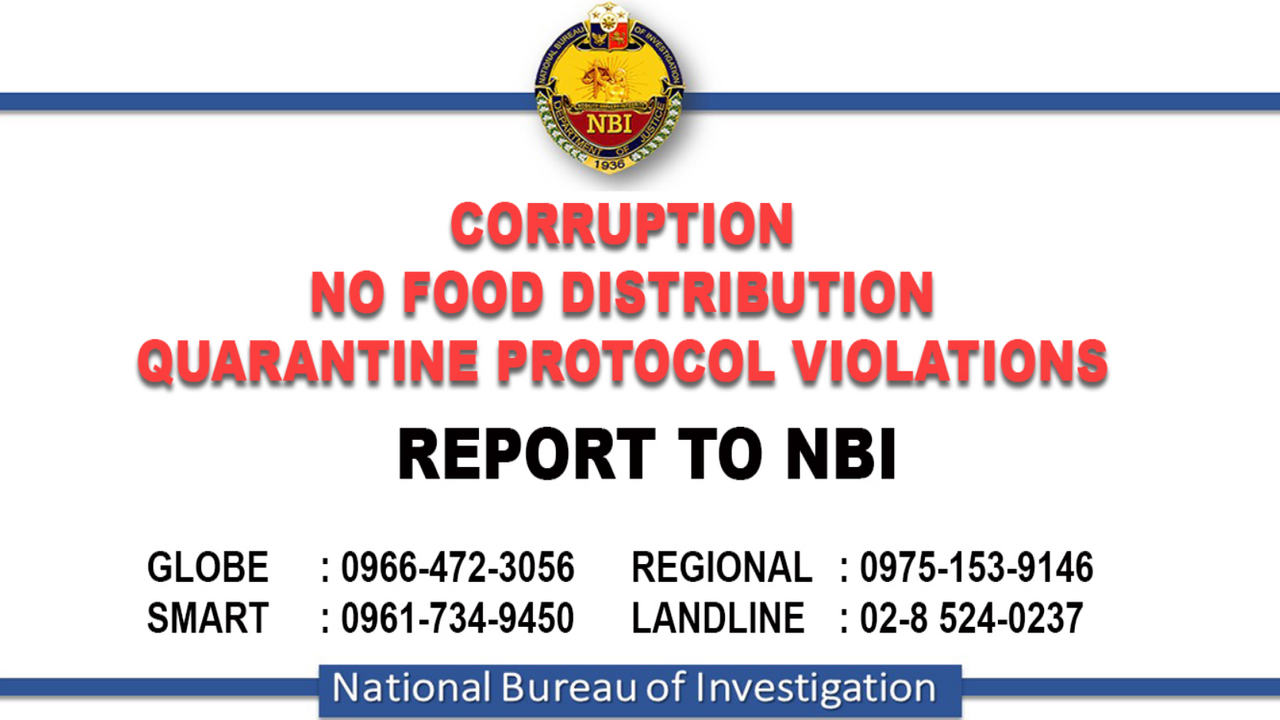 NATIONAL BUREAU OF INVESTIGATION
NBI
DEPARTMENT OF JUSTICE
1936
CORRUPTION
NO FOOD DISTRIBUTION
QUARANTINE PROTOCOL VIOLATIONS
REPORT TO NBI
GLOBE : 0966-472-3056 REGIONAL : 0975-153-9146
SMART : 0961-734-9450 LANDLINE : 02-8 524-0237
National Bureau of Investigation